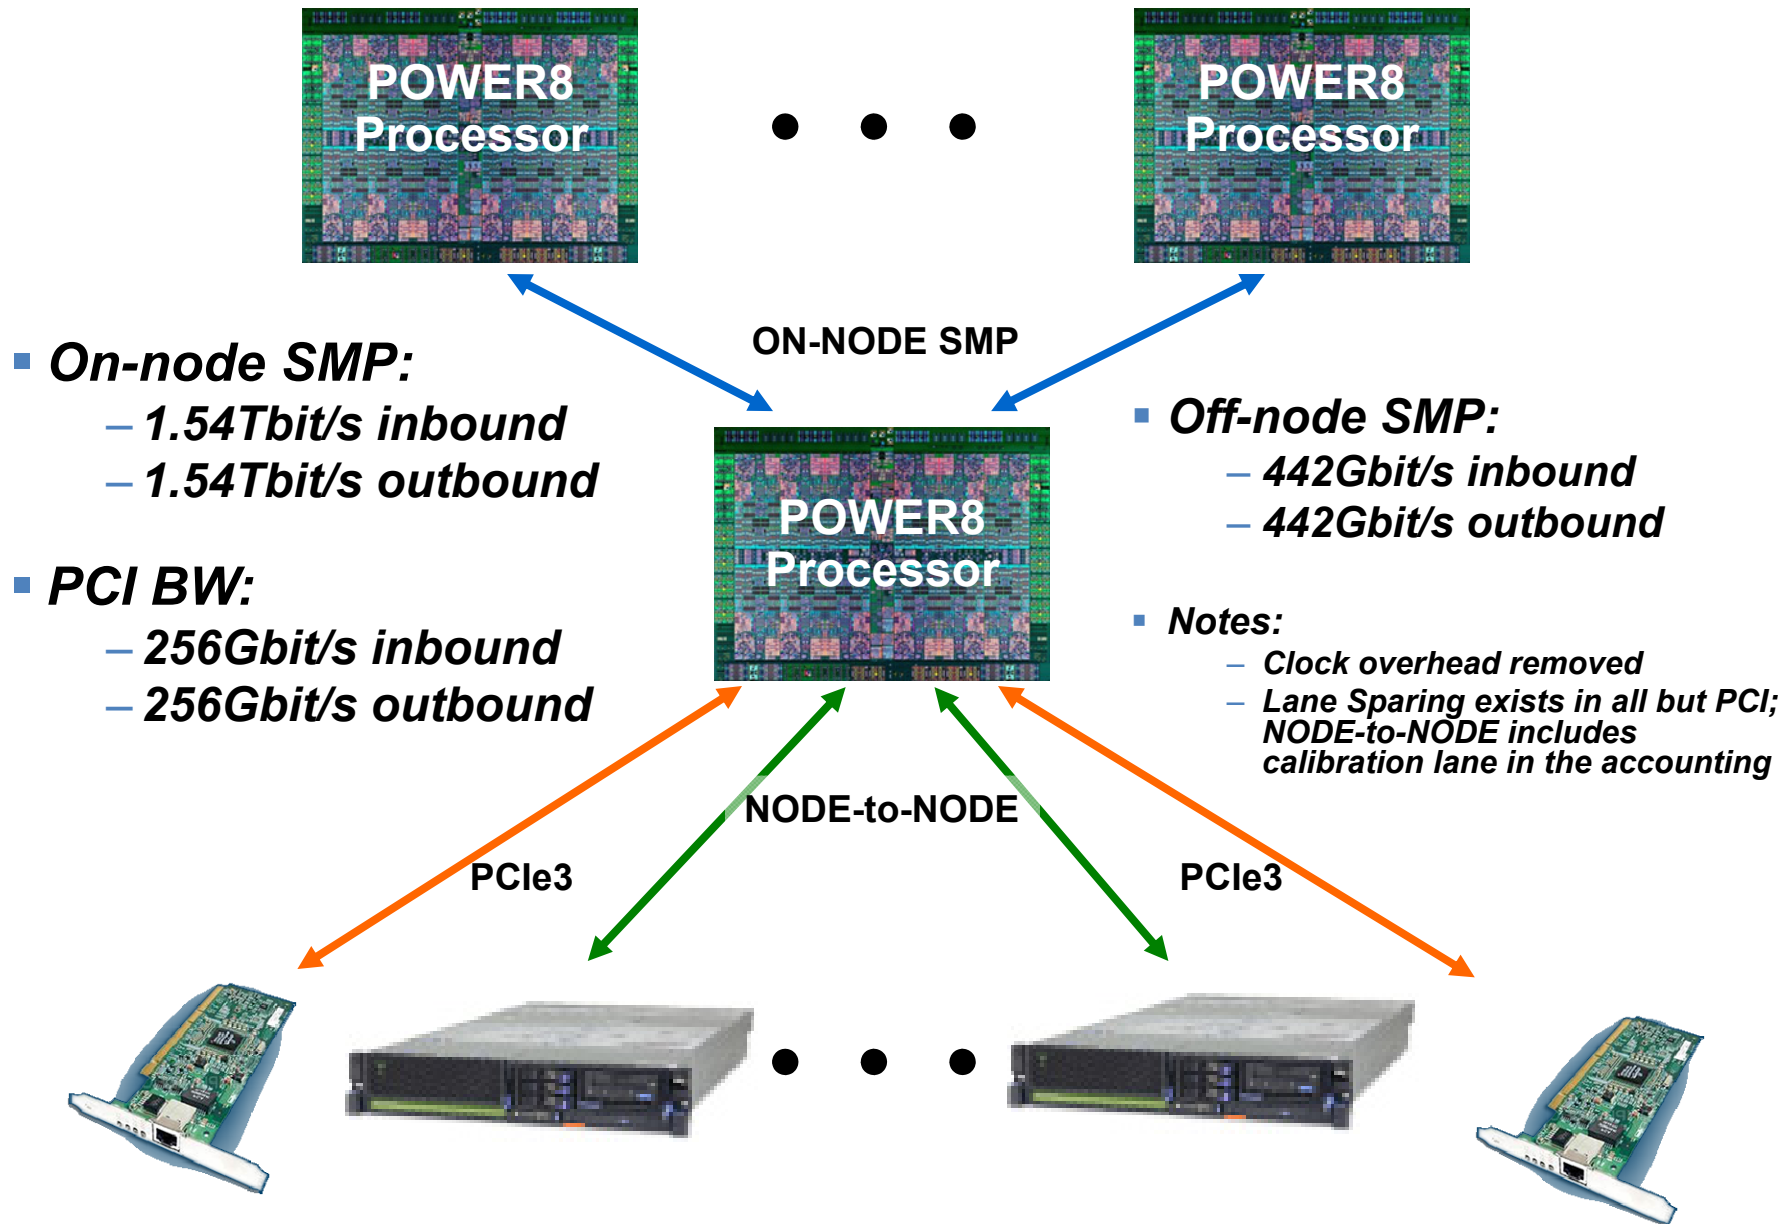 POWER8
Processor
POWER8
Processor
ON-NODE SMP
On-node SMP:
– 1.54Tbit/s inbound
– 1.54Tbit/s outbound
PCI BW:
– 256Gbit/s inbound
– 256Gbit/s outbound
POWER8
Processor
Off-node SMP:
– 442Gbit/s inbound
– 442Gbit/s outbound
Notes:
– Clock overhead removed
– Lane Sparing exists in all but PCI;
NODE-to-NODE includes
calibration lane in the accounting
NODE-to-NODE
PCIe3
PCIe3